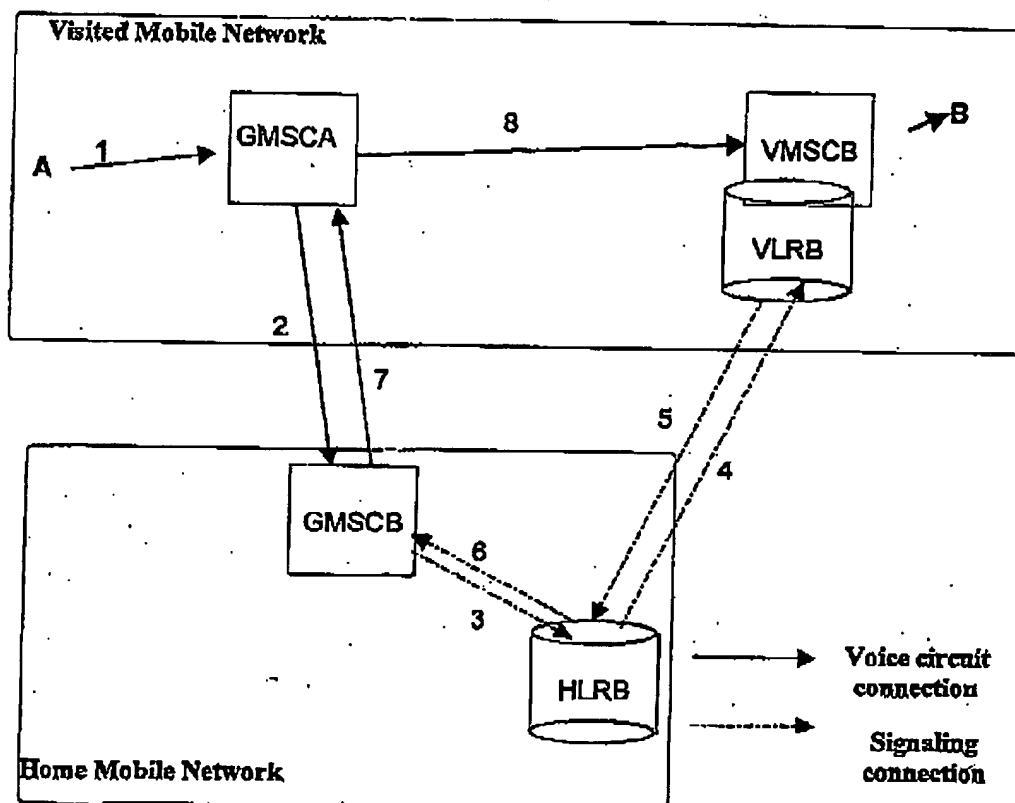 Visited Mobile Network
A
1
GMSCA
8
VMSCB
B
VLRB
2
7
5
4
GMSCB
6
3
HLRB
Voice circuit
connection
Signaling
connection
Home Mobile Network